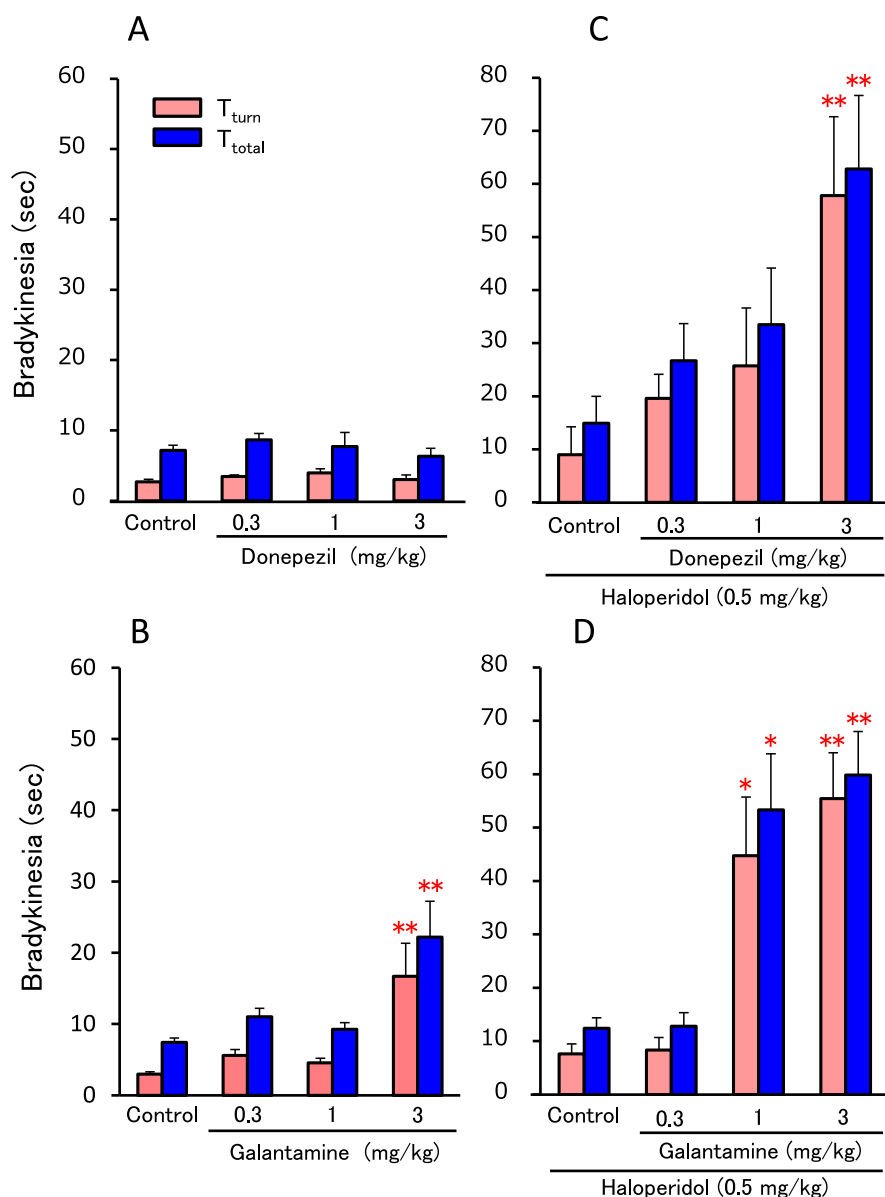 A
60
50
40
30
20
10
0
Bradykinesia (sec)
T turn
T total
Control 0.3 1 3
Donepezil (mg/kg)
C
80
70
60
50
40
30
20
10
0
** **
Control 0.3 1 3
Donepezil (mg/kg)
Haloperidol (0.5 mg/kg)
B
60
50
40
30
20
10
0
Bradykinesia (sec)
** **
Control 0.3 1 3
Galantamine (mg/kg)
D
80
70
60
50
40
30
20
10
0
* * ** **
Control 0.3 1 3
Galantamine (mg/kg)
Haloperidol (0.5 mg/kg)